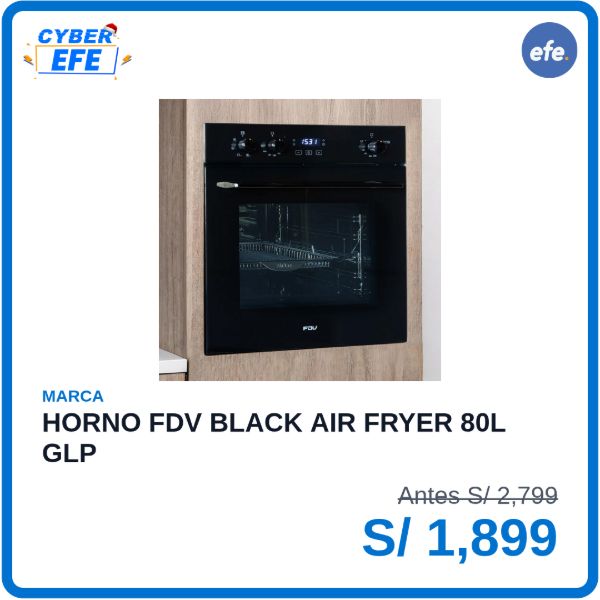 CYBER
EFE
efe.
1531
FDV
MARCA
HORNO FDV BLACK AIR FRYER 80L
GLP
Antes S/ 2,799
S/ 1,899